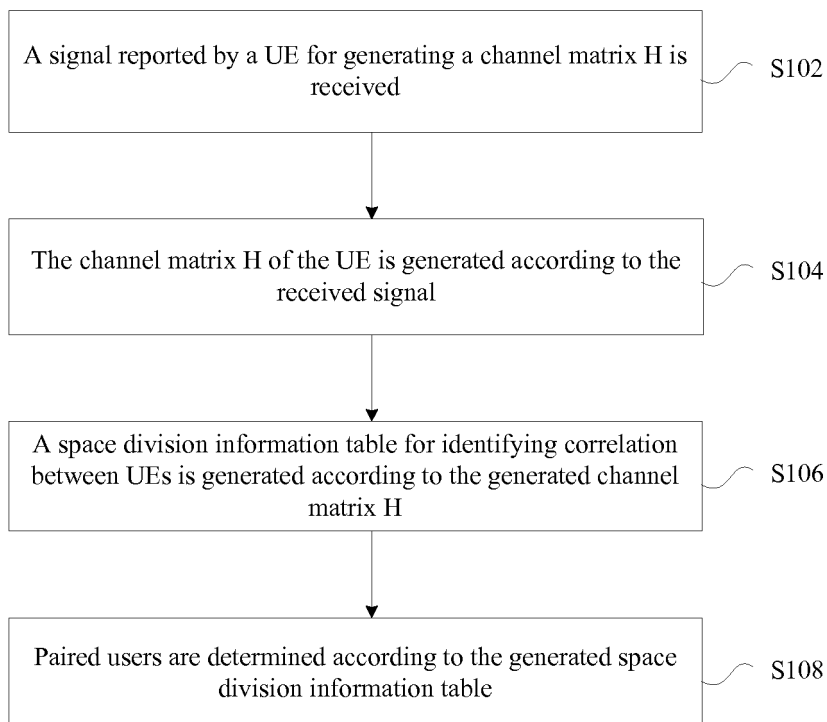 A signal reported by a UE for generating a channel matrix H is
received
S102
The channel matrix H of the UE is generated according to the
received signal
S104
A space division information table for identifying correlation
between UEs is generated according to the generated channel
matrix H
S106
Paired users are determined according to the generated space
division information table
S108